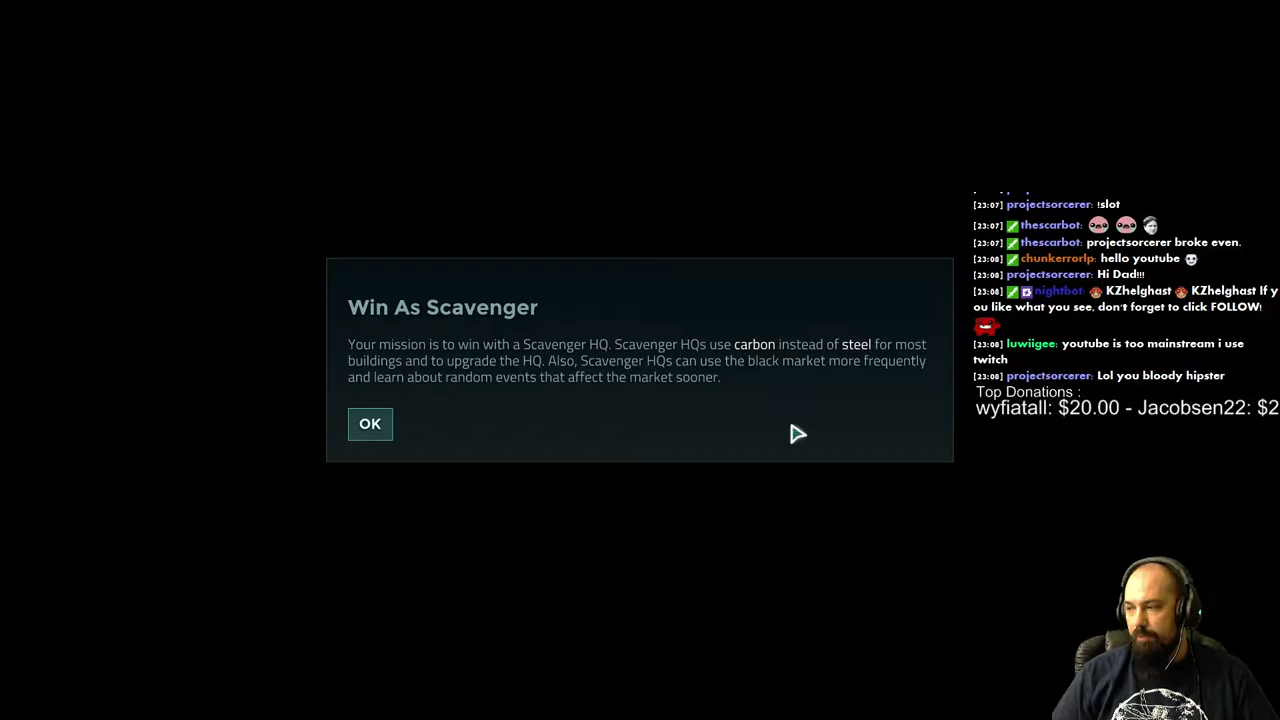 projectsorcerer: !slot
[23:07] thescarbot:
[23:07] thescarbot: projectsorcerer broke even.
[23:08] chunkerrorlp: hello youtube
[23:08] projectsorcerer: Hi Dad!!!
[23:08] nightbot: KZhelghast KZhelghast If y
ou like what you see, don't forget to click FOLLOW!
[23:08] luwiigee: youtube is too mainstream i use
twitch
[23:08] projectsorcerer: Lol you bloody hipster
Top Donations :
wyfiatall: $20.00 - Jacobsen22: $2
Win As Scavenger
Your mission is to win with a Scavenger HQ. Scavenger HQs use carbon instead of steel for most
buildings and to upgrade the HQ. Also, Scavenger HQs can use the black market more frequently
and learn about random events that affect the market sooner.
OK